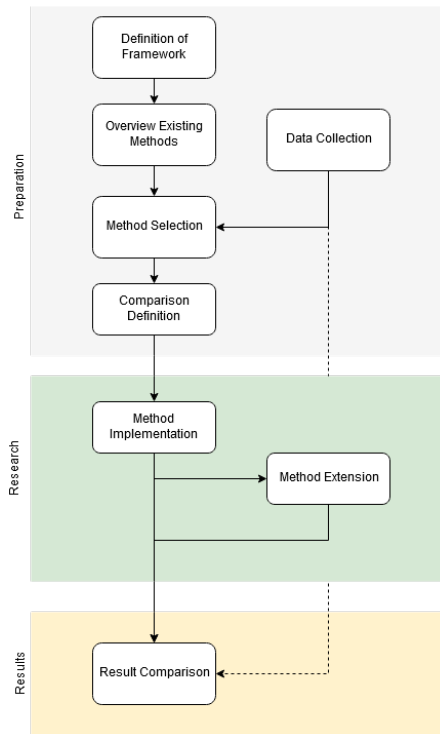 Preparation
Definition of
Framework
Overview Existing
Methods
Data Collection
Method Selection
Comparison
Definition
Research
Method
Implementation
Method Extension
Results
Result Comparison